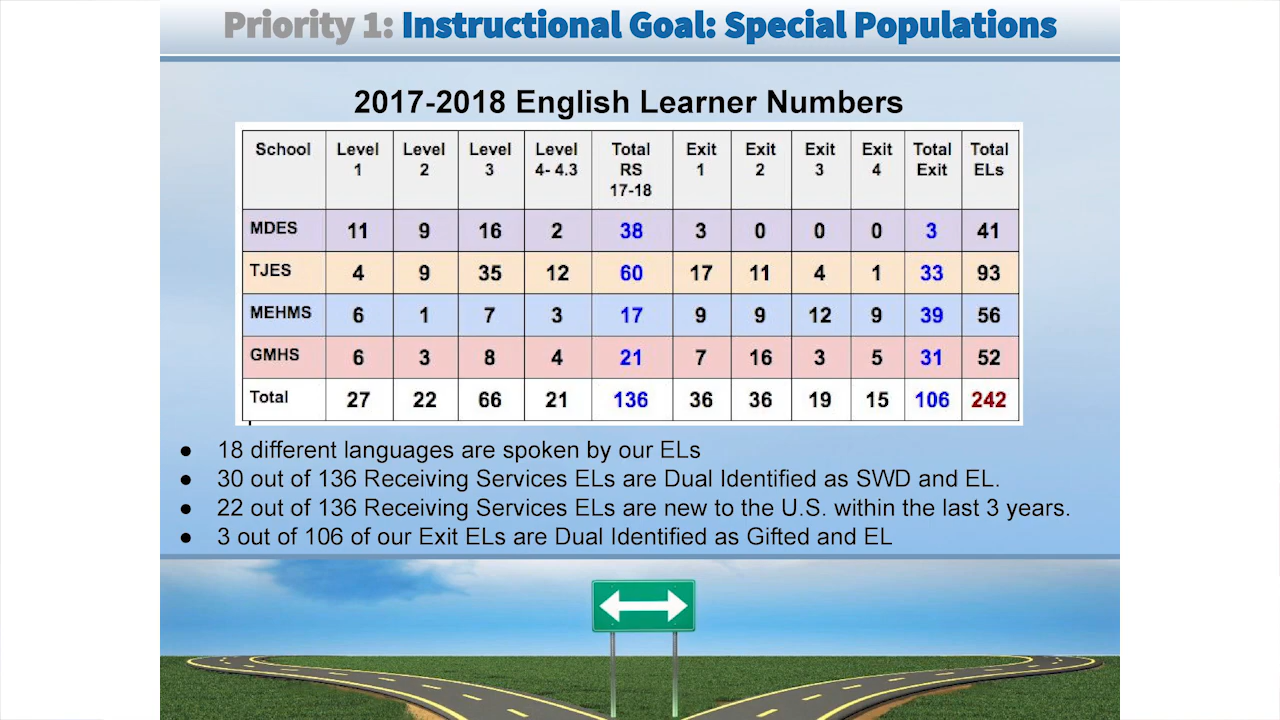 Priority 1: Instructional Goal: Special Populations
2017-2018 English Learner Numbers
School Level 1 Level 2 Level 3 Level 4- 4.3 Total RS 17-18 Exit 1 Exit 2 Exit 3 Exit 4 Total Exit Total ELs
MDES 11 9 16 2 38 3 0 0 0 3 41
TJES 4 9 35 12 60 17 11 4 1 33 93
MEHMS 6 1 7 3 17 9 9 12 9 39 56
GMHS 6 3 8 4 21 7 16 3 5 31 52
Total 27 22 66 21 136 36 36 19 15 106 242
● 18 different languages are spoken by our ELs
● 30 out of 136 Receiving Services ELs are Dual Identified as SWD and EL.
● 22 out of 136 Receiving Services ELs are new to the U.S. within the last 3 years.
● 3 out of 106 of our Exit ELs are Dual Identified as Gifted and EL